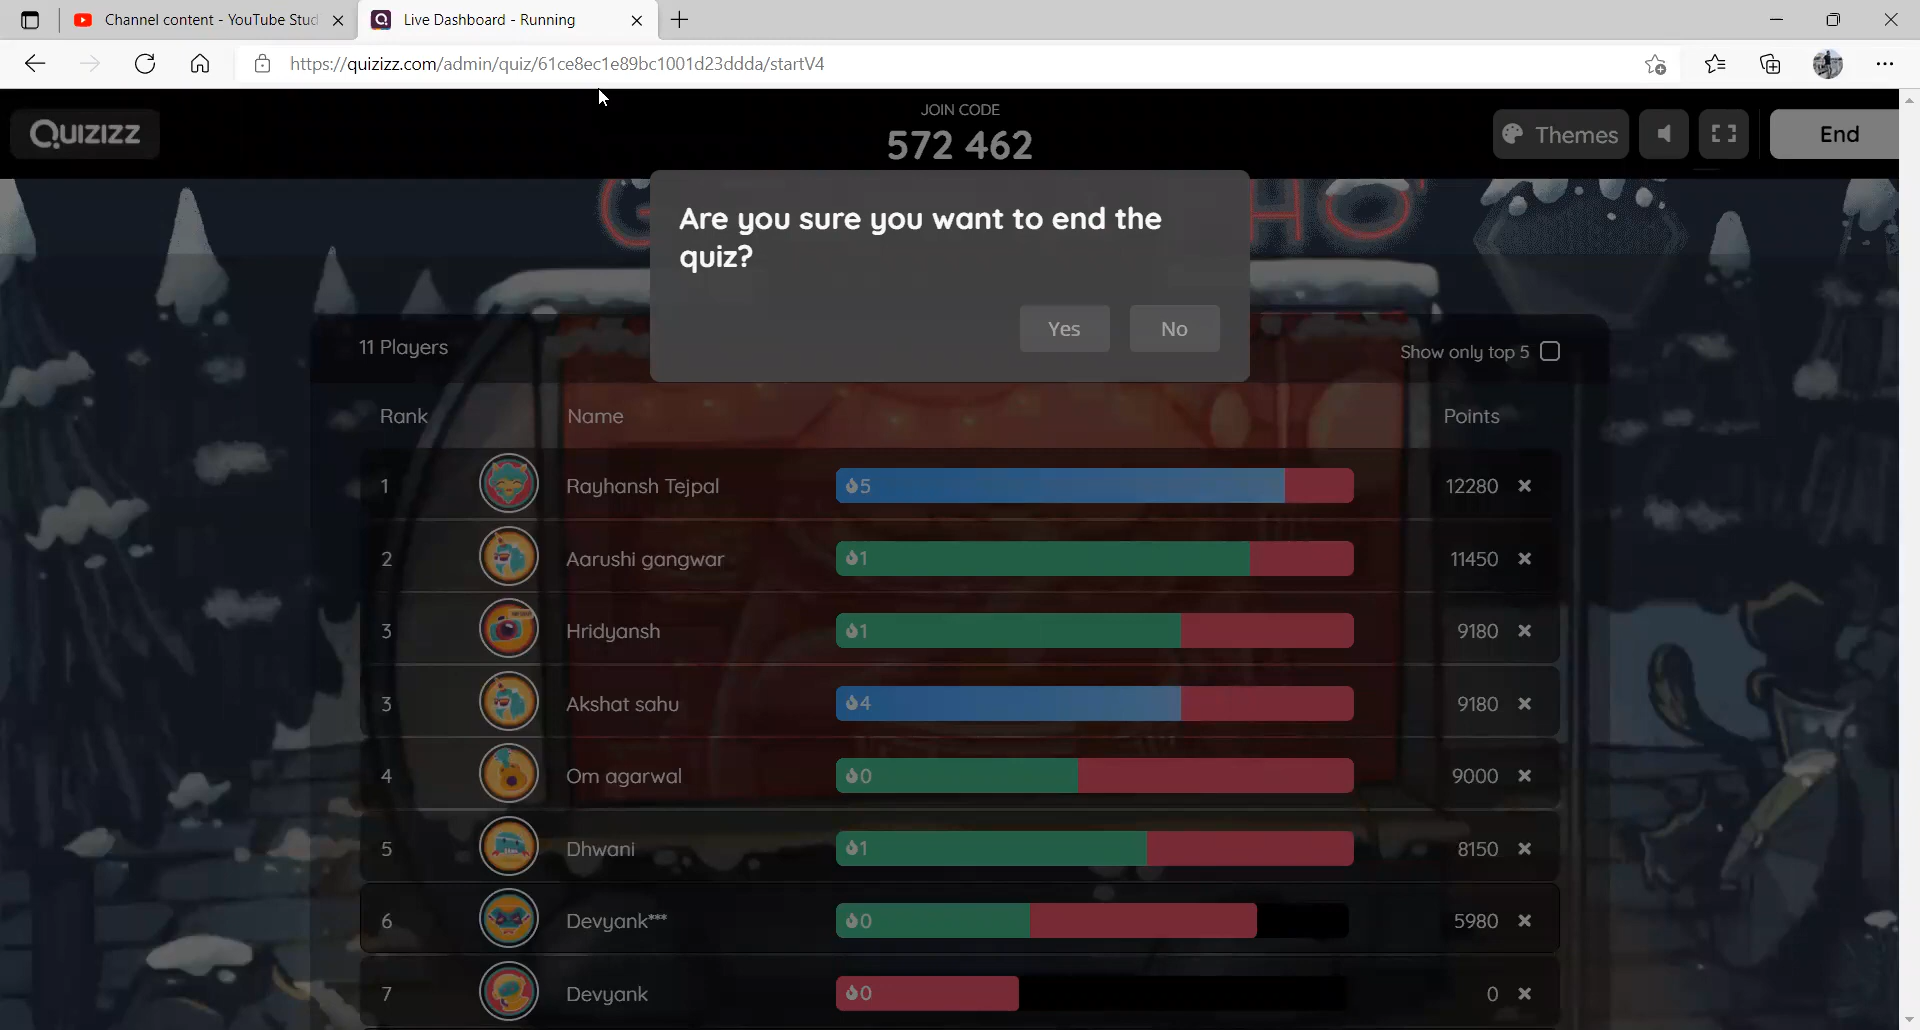 Channel content - YouTube Stud
Live Dashboard - Running
https://quizizz.com/admin/quiz/61ce8ec1e89bc1001d23ddda/startV4
QUIZIZZ
JOIN CODE
572 462
Themes
End
Are you sure you want to end the
quiz?
Yes No
11 Players
Show only top 5
Rank Name Points
1 Rayhansh Tejpal 5 12280
2 Aarushi gangwar 1 11450
3 Hridyansh 1 9180
3 Akshat sahu 4 9180
4 Om agarwal 0 9000
5 Dhwani 1 8150
6 Devyank*** 0 5980
7 Devyank 0 0